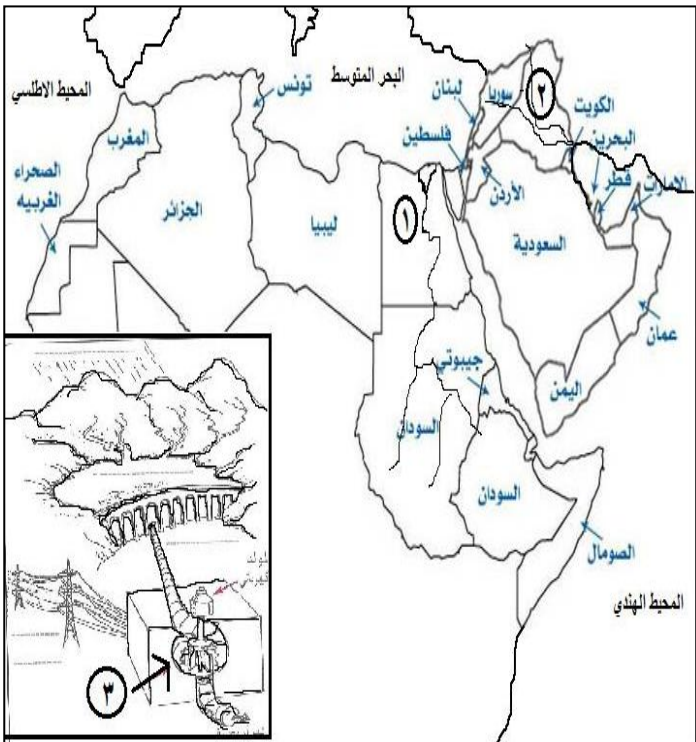 المحيط الاطلسي
البحر المتوسط
تونس
لبنان
سوريا
٢
الكويت
المغرب
فلسطين
البحرين
الصحراء
الغربيه
الجزائر
ليبيا
١
الأردن
قطر
الامارات
السعودية
عمان
جيبوتي
اليمن
السودان
السودان
الصومال
المحيط الهندي
٣